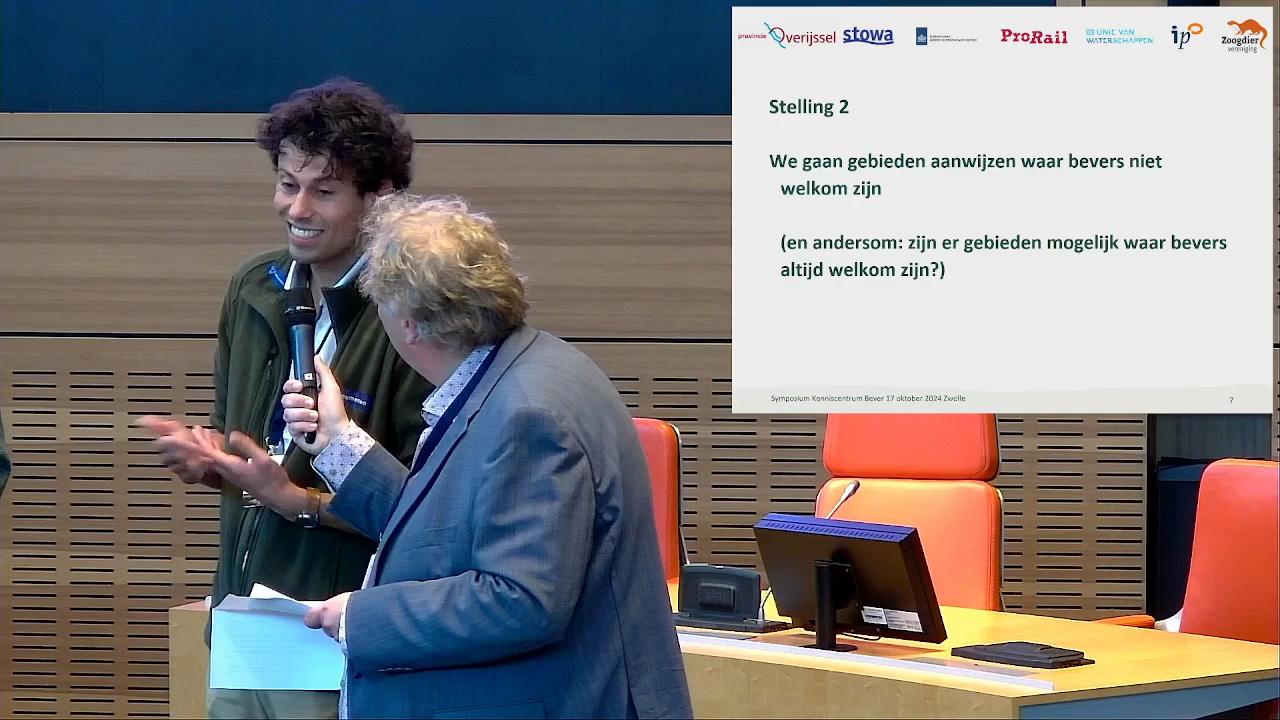 provincie Overijssel
stowa
ProRail
UNIE VAN
WATERSCHAPPEN
ipo
Zoogdier
vereniging
Stelling 2
We gaan gebieden aanwijzen waar bevers niet
welkom zijn
(en andersom: zijn er gebieden mogelijk waar bevers
altijd welkom zijn?)
Symposium Kenniscentrum Bever 17 oktober 2024 Zwolle
7